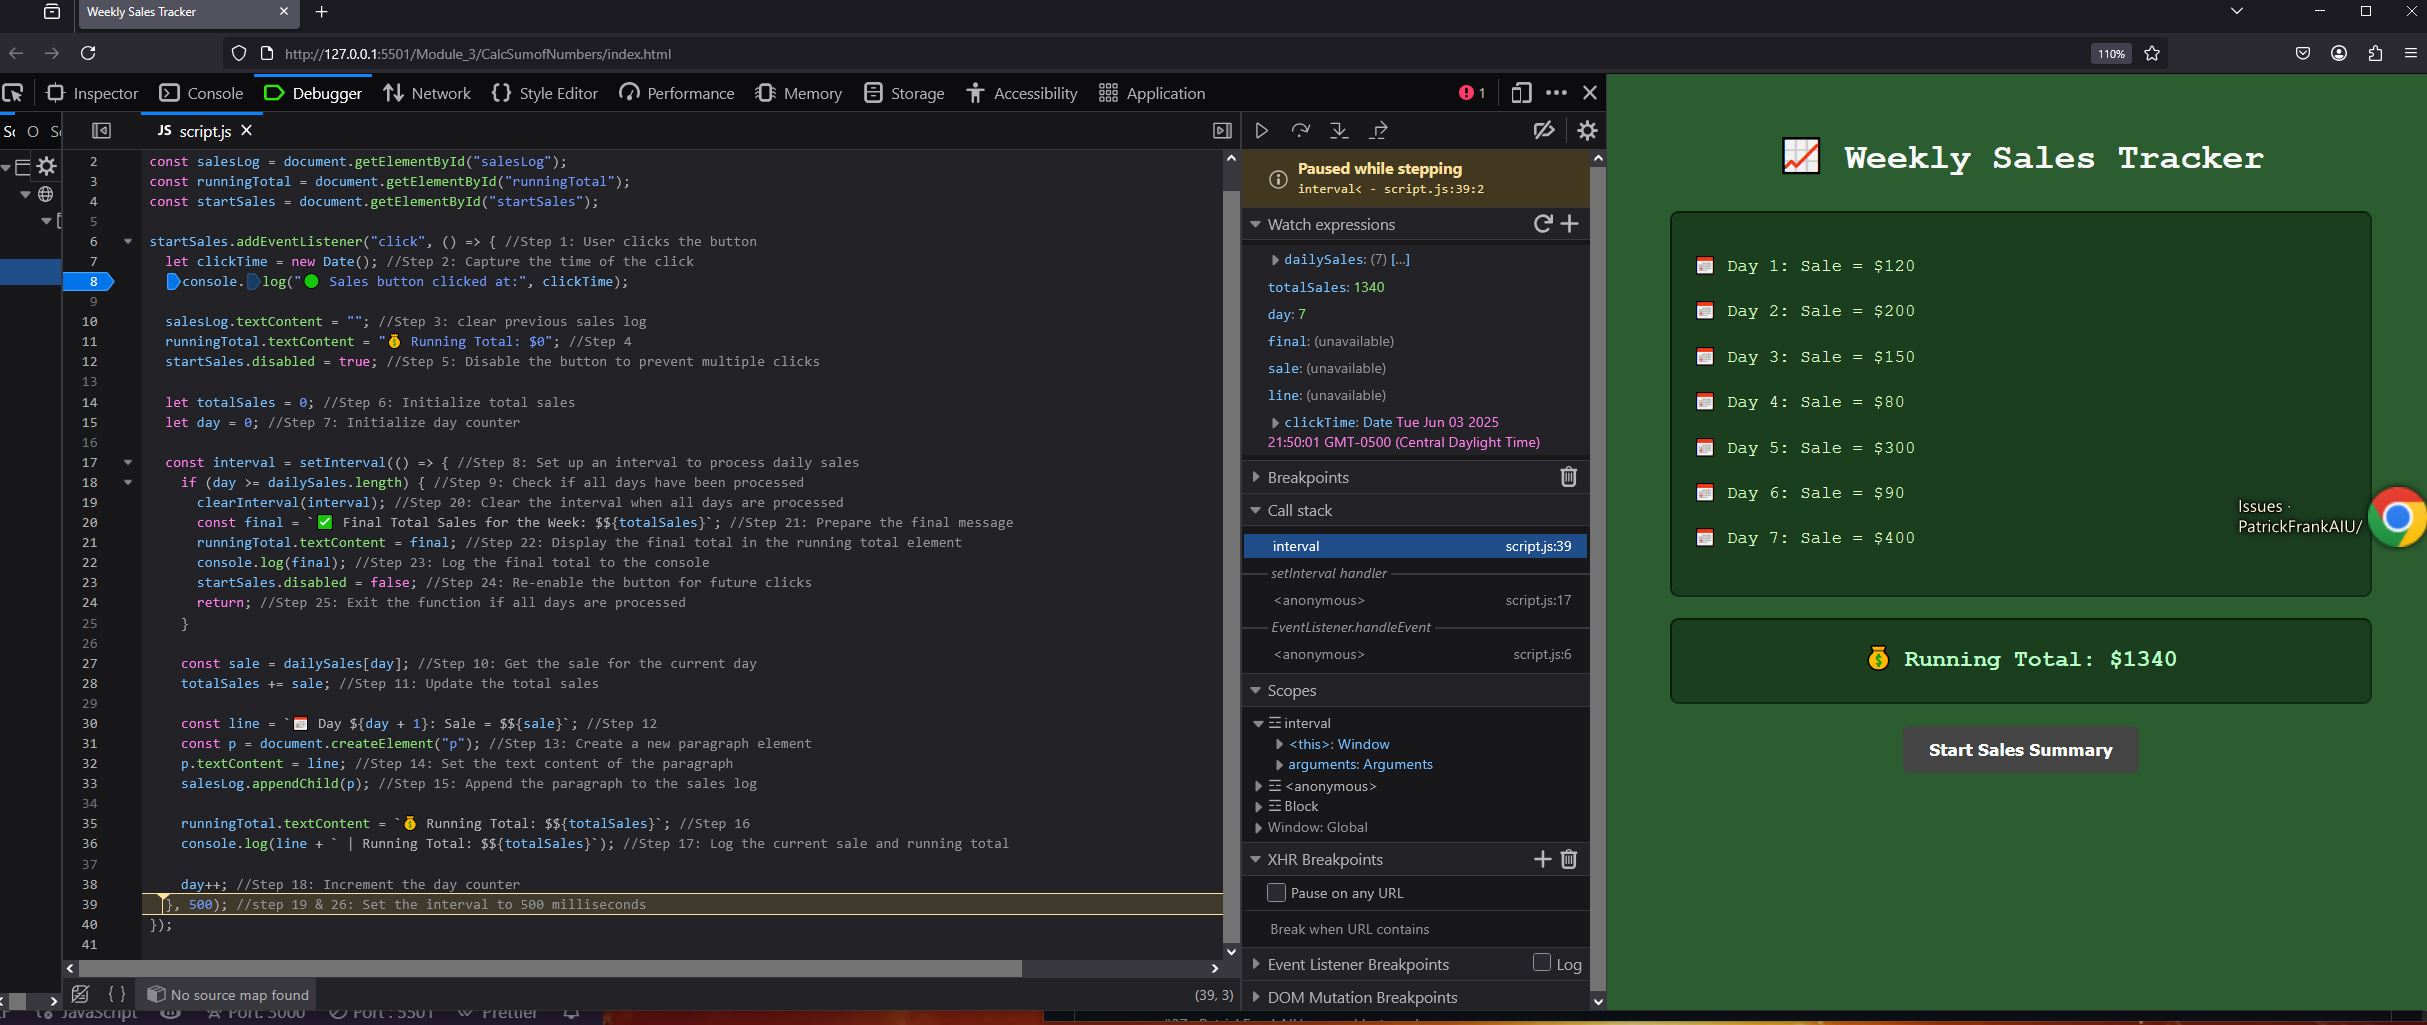 Weekly Sales Tracker
http://127.0.0.1:5501/Module_3/CalcSumofNumbers/index.html
110%
Inspector
Console
Debugger
Network
{} Style Editor
Performance
Memory
Storage
Accessibility
Application
1
JS script.js
2 const salesLog = document.getElementById("salesLog");
3 const runningTotal = document.getElementById("runningTotal");
4 const startSales = document.getElementById("startSales");
5
6 startSales.addEventListener("click", () => { //Step 1: User clicks the button
7 let clickTime = new Date(); //Step 2: Capture the time of the click
8 console.log("🟢 Sales button clicked at:", clickTime);
9
10 salesLog.textContent = ""; //Step 3: clear previous sales log
11 runningTotal.textContent = "💰 Running Total: $0"; //Step 4
12 startSales.disabled = true; //Step 5: Disable the button to prevent multiple clicks
13
14 let totalSales = 0; //Step 6: Initialize total sales
15 let day = 0; //Step 7: Initialize day counter
16
17 const interval = setInterval(() => { //Step 8: Set up an interval to process daily sales
18 if (day >= dailySales.length) { //Step 9: Check if all days have been processed
19 clearInterval(interval); //Step 20: Clear the interval when all days are processed
20 const final = `✅ Final Total Sales for the Week: $${totalSales}`; //Step 21: Prepare the final message
21 runningTotal.textContent = final; //Step 22: Display the final total in the running total element
22 console.log(final); //Step 23: Log the final total to the console
23 startSales.disabled = false; //Step 24: Re-enable the button for future clicks
24 return; //Step 25: Exit the function if all days are processed
25 }
26
27 const sale = dailySales[day]; //Step 10: Get the sale for the current day
28 totalSales += sale; //Step 11: Update the total sales
29
30 const line = `📅 Day ${day + 1}: Sale = $${sale}`; //Step 12
31 const p = document.createElement("p"); //Step 13: Create a new paragraph element
32 p.textContent = line; //Step 14: Set the text content of the paragraph
33 salesLog.appendChild(p); //Step 15: Append the paragraph to the sales log
34
35 runningTotal.textContent = `💰 Running Total: $${totalSales}`; //Step 16
36 console.log(line + ` | Running Total: $${totalSales}`); //Step 17: Log the current sale and running total
37
38 day++; //Step 18: Increment the day counter
39 }, 500); //step 19 & 26: Set the interval to 500 milliseconds
40 });
41
{ } No source map found
(39, 3)
Paused while stepping
interval< - script.js:39:2
Watch expressions
dailySales: (7) […]
totalSales: 1340
day: 7
final: (unavailable)
sale: (unavailable)
line: (unavailable)
clickTime: Date Tue Jun 03 2025
21:50:01 GMT-0500 (Central Daylight Time)
Breakpoints
Call stack
interval script.js:39
setInterval handler
<anonymous> script.js:17
EventListener.handleEvent
<anonymous> script.js:6
Scopes
interval
<this>: Window
arguments: Arguments
<anonymous>
Block
Window: Global
XHR Breakpoints
Pause on any URL
Break when URL contains
Event Listener Breakpoints Log
DOM Mutation Breakpoints
📈 Weekly Sales Tracker
📅 Day 1: Sale = $120
📅 Day 2: Sale = $200
📅 Day 3: Sale = $150
📅 Day 4: Sale = $80
📅 Day 5: Sale = $300
📅 Day 6: Sale = $90
📅 Day 7: Sale = $400
💰 Running Total: $1340
Start Sales Summary
Issues ·
PatrickFrankAIU/
JavaScript
Port: 3000
Port : 5501
Prettier